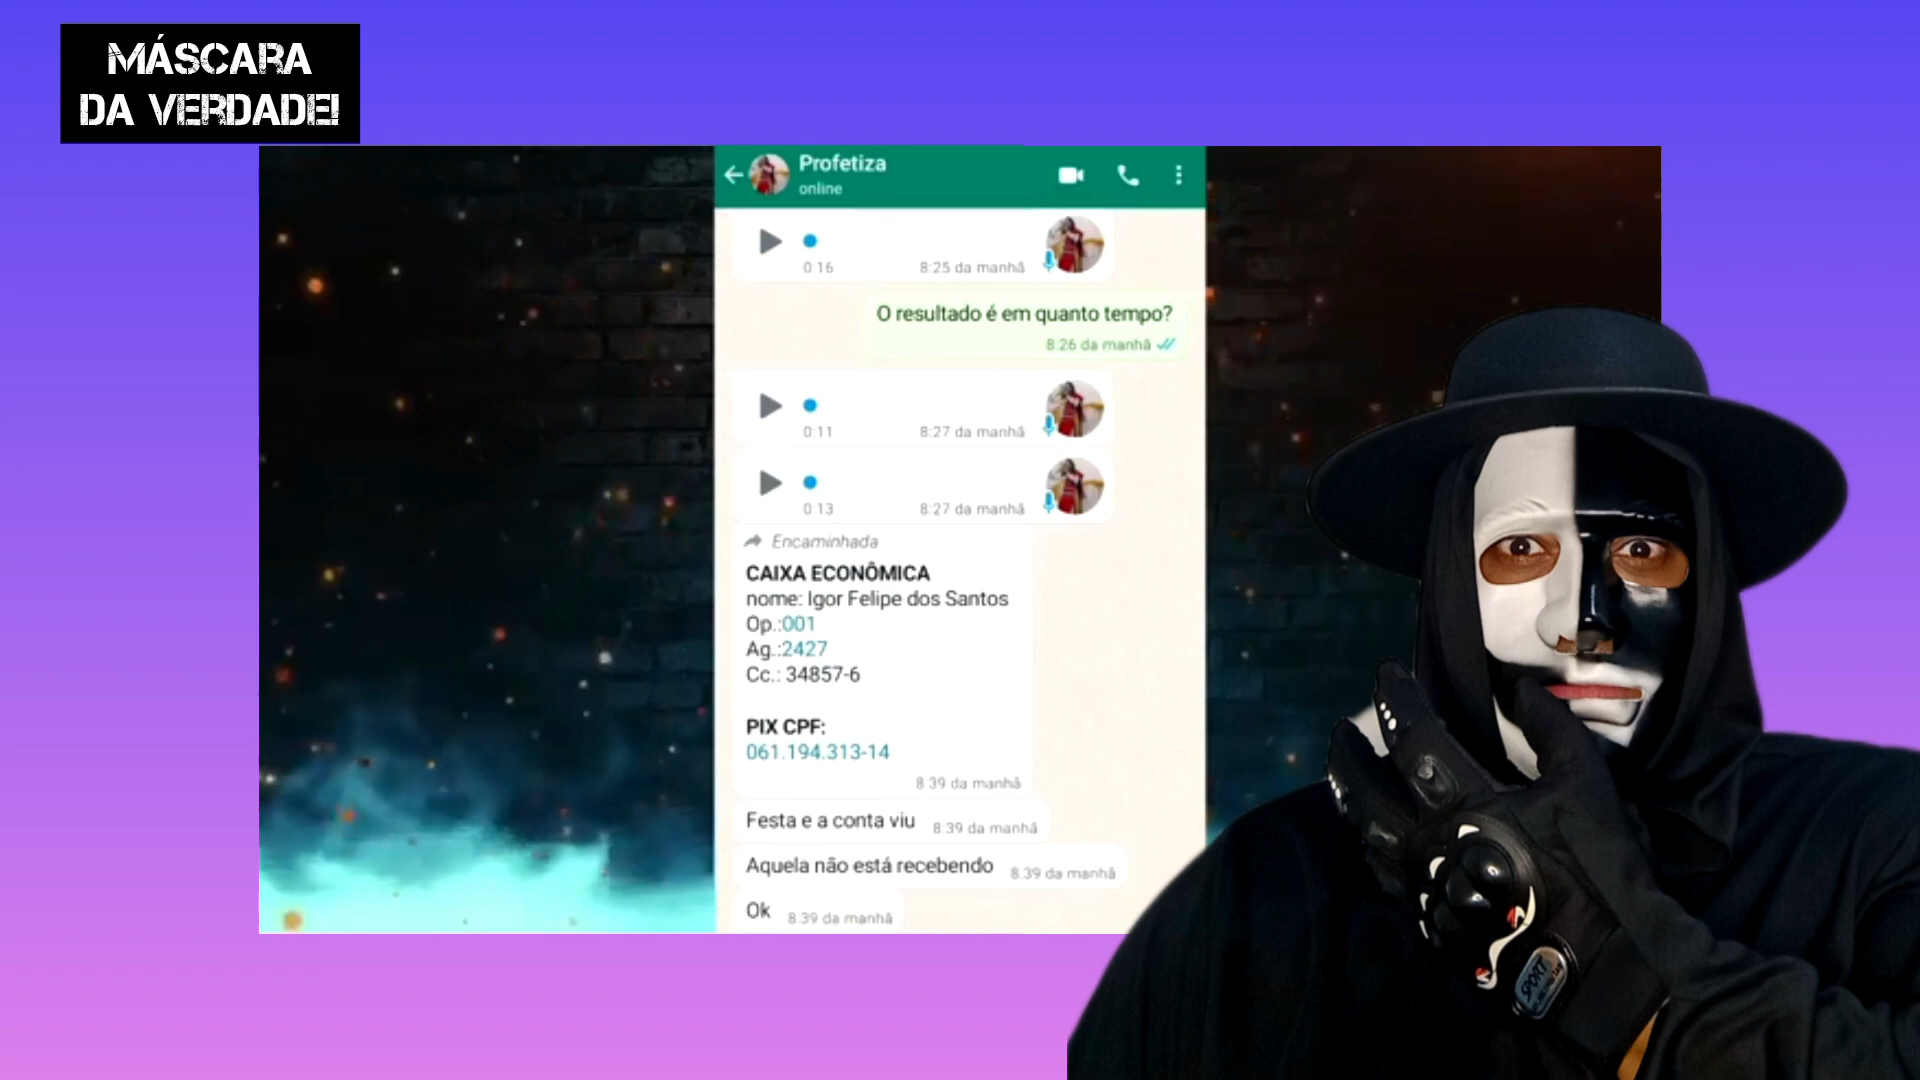 MÁSCARA
DA VERDADE!
Profetiza
online
0:16 8:25 da manhã
O resultado é em quanto tempo?
8:26 da manhã
0:11 8:27 da manhã
0:13 8:27 da manhã
Encaminhada
CAIXA ECONÔMICA
nome: Igor Felipe dos Santos
Op.:001
Ag.:2427
Cc.: 34857-6
PIX CPF:
061.194.313-14
8:39 da manhã
Festa e a conta viu 8:39 da manhã
Aquela não está recebendo 8:39 da manhã
Ok 8:39 da manhã
SPORT